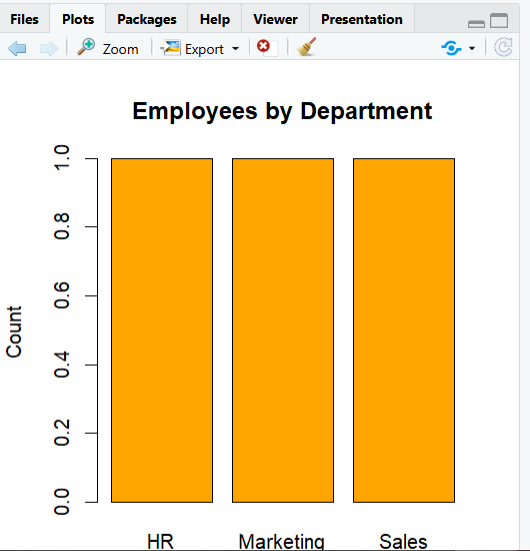 Files Plots Packages Help Viewer Presentation
Zoom Export
Employees by Department
1.0
0.8
0.6
0.4
0.2
0.0
Count
HR Marketing Sales